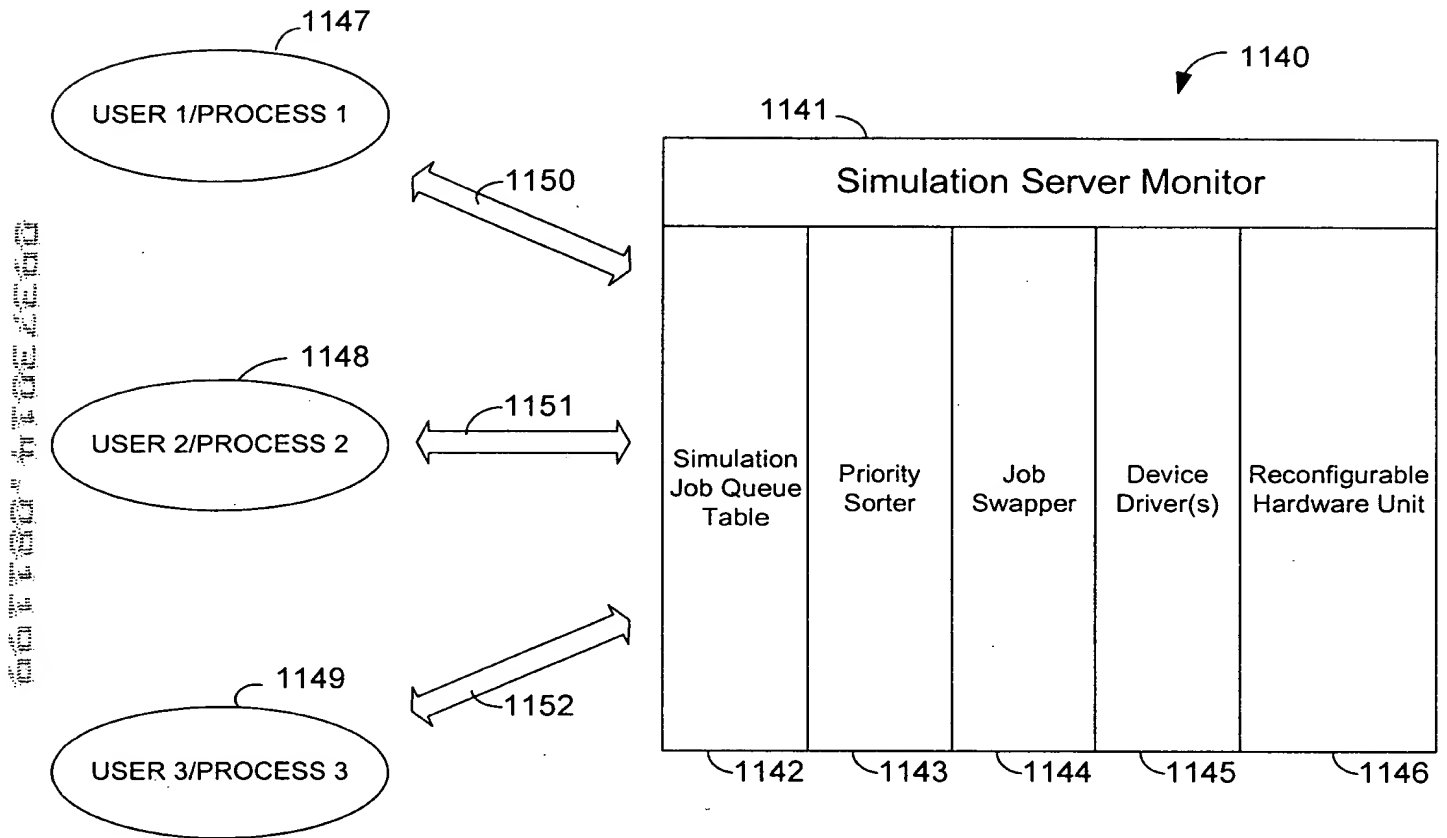 1147
USER 1/PROCESS 1
1140
1141
Simulation Server Monitor
1150
1148
USER 2/PROCESS 2
1151
Simulation
Job Queue
Table
Priority
Sorter
Job
Swapper
Device
Driver(s)
Reconfigurable
Hardware Unit
1149
USER 3/PROCESS 3
1152
1142
1143
1144
1145
1146